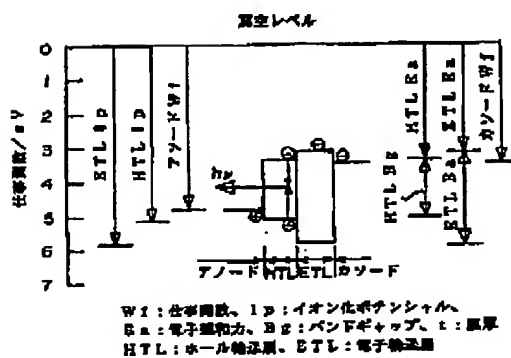 真空レベル
0
1
2
3
4
5
6
7
仕事関数/eV
ETL Ip
HTL Ip
アノードWf
hν
HTL Ea
ETL Ea
カソードWf
HTL Eg
ETL Eg
アノード HTL ETL カソード
Wf:仕事関数、Ip:イオン化ポテンシャル、
Ea:電子親和力、Eg:バンドギャップ、t:膜厚
HTL:ホール輸送層、ETL:電子輸送層